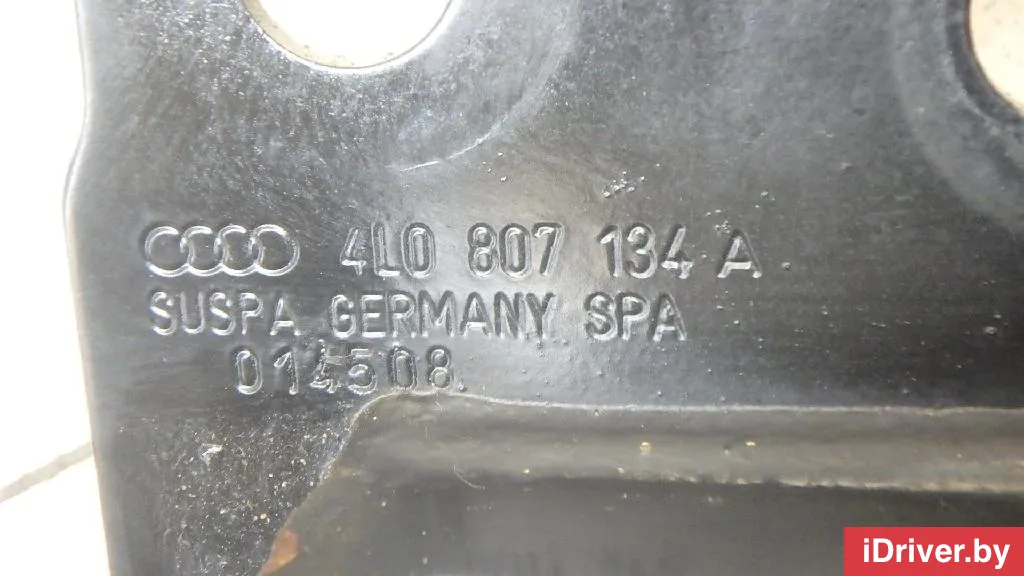 4L0 807 134 A
SUSPA GERMANY SPA
014508
iDriver.by